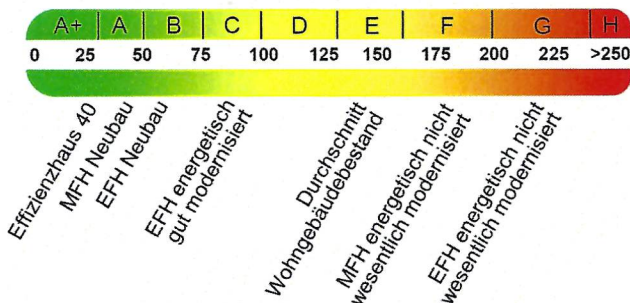 A+ A B C D E F G H
0 25 50 75 100 125 150 175 200 225 >250
Effizienzhaus 40
MFH Neubau
EFH Neubau
EFH energetisch
gut modernisiert
Durchschnitt
Wohngebäudebestand
MFH energetisch nicht
wesentlich modernisiert
EFH energetisch nicht
wesentlich modernisiert